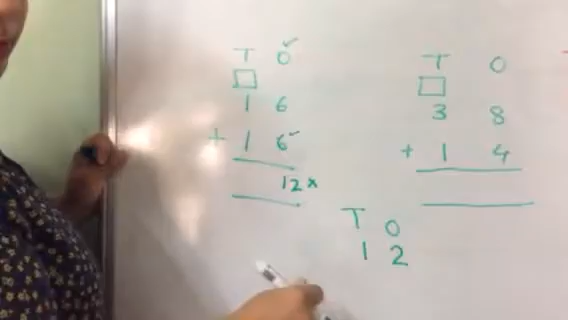 T O ✓
□
1 6
+ 1 6 ✓
12 ×
T O
□
3 8
+ 1 4
T O
1 2